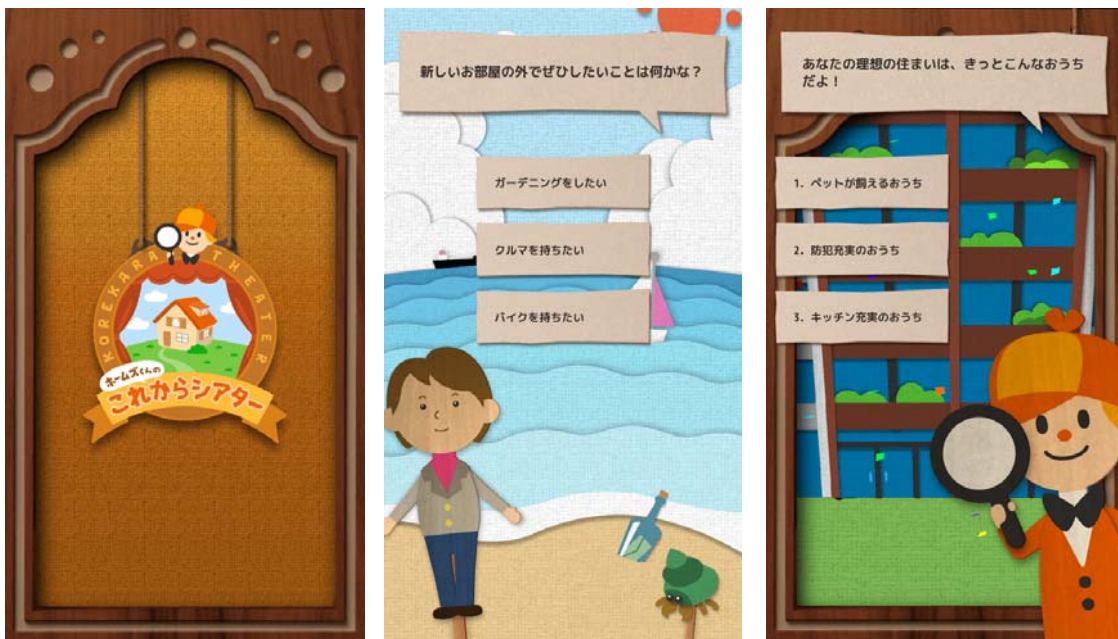 KOREKARA THEATER
ホームズくんの
これからシアター
新しいお部屋の外でぜひしたいことは何かな？
ガーデニングをしたい
クルマを持ちたい
バイクを持ちたい
あなたの理想の住まいは、きっとこんなおうち
だよ！
1. ペットが飼えるおうち
2. 防犯充実のおうち
3. キッチン充実のおうち